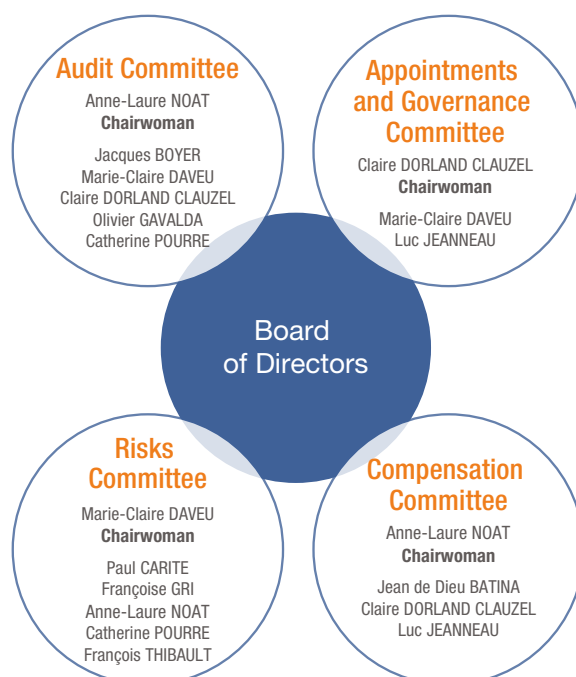 Audit Committee
Anne-Laure NOAT
Chairwoman
Jacques BOYER
Marie-Claire DAVEU
Claire DORLAND CLAUZEL
Olivier GAVALDA
Catherine POURRE
Appointments
and Governance
Committee
Claire DORLAND CLAUZEL
Chairwoman
Marie-Claire DAVEU
Luc JEANNEAU
Board
of Directors
Risks
Committee
Marie-Claire DAVEU
Chairwoman
Paul CARITE
Françoise GRI
Anne-Laure NOAT
Catherine POURRE
François THIBAULT
Compensation
Committee
Anne-Laure NOAT
Chairwoman
Jean de Dieu BATINA
Claire DORLAND CLAUZEL
Luc JEANNEAU